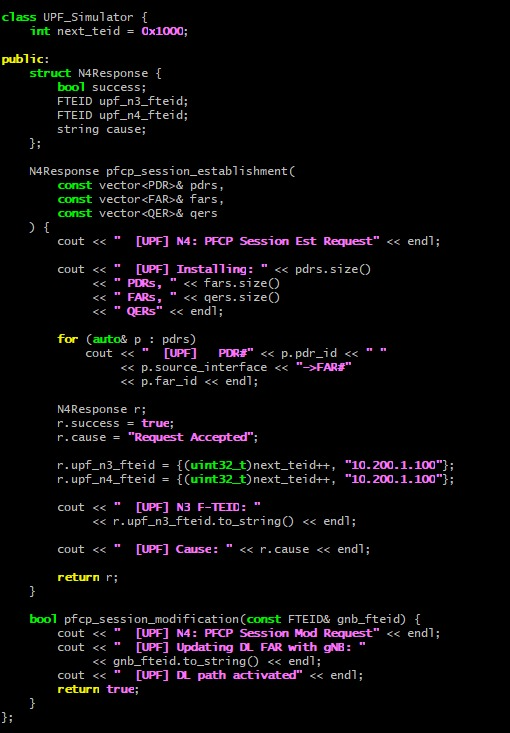 class UPF_Simulator {
    int next_teid = 0x1000;

public:
    struct N4Response {
        bool success;
        FTEID upf_n3_fteid;
        FTEID upf_n4_fteid;
        string cause;
    };

    N4Response pfcp_session_establishment(
        const vector<PDR>& pdrs,
        const vector<FAR>& fars,
        const vector<QER>& qers
    ) {
        cout << "  [UPF] N4: PFCP Session Est Request" << endl;

        cout << "  [UPF] Installing: " << pdrs.size()
             << " PDRs, " << fars.size()
             << " FARs, " << qers.size()
             << " QERs" << endl;

        for (auto& p : pdrs)
            cout << "  [UPF]   PDR#" << p.pdr_id << " "
                 << p.source_interface << "->FAR#"
                 << p.far_id << endl;

        N4Response r;
        r.success = true;
        r.cause = "Request Accepted";

        r.upf_n3_fteid = {(uint32_t)next_teid++, "10.200.1.100"};
        r.upf_n4_fteid = {(uint32_t)next_teid++, "10.200.1.100"};

        cout << "  [UPF] N3 F-TEID: "
             << r.upf_n3_fteid.to_string() << endl;

        cout << "  [UPF] Cause: " << r.cause << endl;

        return r;
    }

    bool pfcp_session_modification(const FTEID& gnb_fteid) {
        cout << "  [UPF] N4: PFCP Session Mod Request" << endl;
        cout << "  [UPF] Updating DL FAR with gNB: "
             << gnb_fteid.to_string() << endl;
        cout << "  [UPF] DL path activated" << endl;
        return true;
    }
};